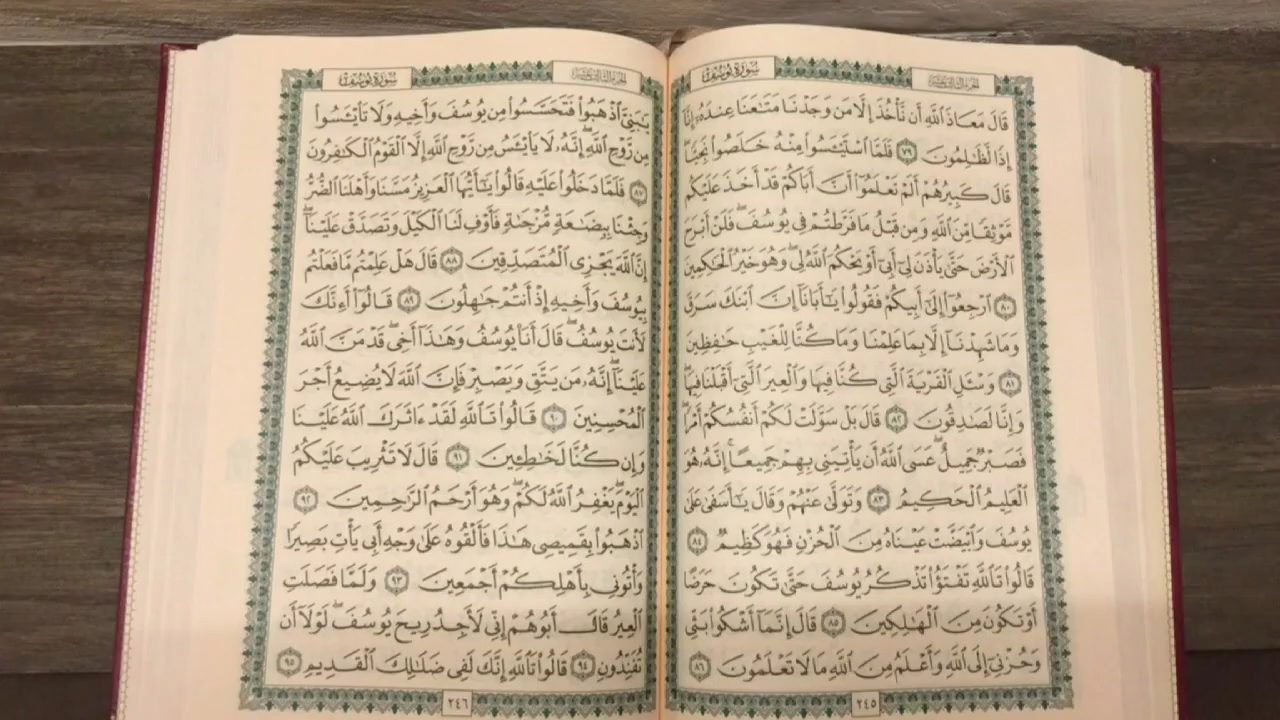 سورة يوسف
الجزء الثالث عشر
قَالَ مَعَاذَ ٱللَّهِ أَن نَّأْخُذَ إِلَّا مَن وَجَدْنَا مَتَٰعَنَا عِندَهُۥٓ إِنَّآ
إِذًا لَّظَٰلِمُونَ ٧٩ فَلَمَّا ٱسْتَيْـَٔسُوا۟ مِنْهُ خَلَصُوا۟ نَجِيًّا ۖ
قَالَ كَبِيرُهُمْ أَلَمْ تَعْلَمُوٓا۟ أَنَّ أَبَاكُمْ قَدْ أَخَذَ عَلَيْكُم
مَّوْثِقًا مِّنَ ٱللَّهِ وَمِن قَبْلُ مَا فَرَّطتُمْ فِى يُوسُفَ ۖ فَلَنْ أَبْرَحَ
ٱلْأَرْضَ حَتَّىٰ يَأْذَنَ لِىٓ أَبِىٓ أَوْ يَحْكُمَ ٱللَّهُ لِى ۖ وَهُوَ خَيْرُ ٱلْحَٰكِمِينَ
٨٠ ٱرْجِعُوٓا۟ إِلَىٰٓ أَبِيكُمْ فَقُولُوا۟ يَٰٓأَبَانَآ إِنَّ ٱبْنَكَ سَرَقَ
وَمَا شَهِدْنَآ إِلَّا بِمَا عَلِمْنَا وَمَا كُنَّا لِلْغَيْبِ حَٰفِظِينَ
٨١ وَسْـَٔلِ ٱلْقَرْيَةَ ٱلَّتِى كُنَّا فِيهَا وَٱلْعِيرَ ٱلَّتِىٓ أَقْبَلْنَا فِيهَا ۖ
وَإِنَّا لَصَٰدِقُونَ ٨٢ قَالَ بَلْ سَوَّلَتْ لَكُمْ أَنفُسُكُمْ أَمْرًا ۖ
فَصَبْرٌ جَمِيلٌ ۖ عَسَى ٱللَّهُ أَن يَأْتِيَنِى بِهِمْ جَمِيعًا ۚ إِنَّهُۥ هُوَ
ٱلْعَلِيمُ ٱلْحَكِيمُ ٨٣ وَتَوَلَّىٰ عَنْهُمْ وَقَالَ يَٰٓأَسَفَىٰ عَلَىٰ
يُوسُفَ وَٱبْيَضَّتْ عَيْنَاهُ مِنَ ٱلْحُزْنِ فَهُوَ كَظِيمٌ ٨٤
قَالُوا۟ تَٱللَّهِ تَفْتَؤُا۟ تَذْكُرُ يُوسُفَ حَتَّىٰ تَكُونَ حَرَضًا
أَوْ تَكُونَ مِنَ ٱلْهَٰلِكِينَ ٨٥ قَالَ إِنَّمَآ أَشْكُوا۟ بَثِّى
وَحُزْنِىٓ إِلَى ٱللَّهِ وَأَعْلَمُ مِنَ ٱللَّهِ مَا لَا تَعْلَمُونَ ٨٦
٢٤٥
سورة يوسف
الجزء الثالث عشر
يَٰبَنِىَّ ٱذْهَبُوا۟ فَتَحَسَّسُوا۟ مِن يُوسُفَ وَأَخِيهِ وَلَا تَا۟يْـَٔسُوا۟
مِن رَّوْحِ ٱللَّهِ ۖ إِنَّهُۥ لَا يَا۟يْـَٔسُ مِن رَّوْحِ ٱللَّهِ إِلَّا ٱلْقَوْمُ ٱلْكَٰفِرُونَ
٨٧ فَلَمَّا دَخَلُوا۟ عَلَيْهِ قَالُوا۟ يَٰٓأَيُّهَا ٱلْعَزِيزُ مَسَّنَا وَأَهْلَنَا ٱلضُّرُّ
وَجِئْنَا بِبِضَٰعَةٍ مُّزْجَىٰةٍ فَأَوْفِ لَنَا ٱلْكَيْلَ وَتَصَدَّقْ عَلَيْنَآ ۖ
إِنَّ ٱللَّهَ يَجْزِى ٱلْمُتَصَدِّقِينَ ٨٨ قَالَ هَلْ عَلِمْتُم مَّا فَعَلْتُم
بِيُوسُفَ وَأَخِيهِ إِذْ أَنتُمْ جَٰهِلُونَ ٨٩ قَالُوٓا۟ أَءِنَّكَ
لَأَنتَ يُوسُفُ ۖ قَالَ أَنَا۠ يُوسُفُ وَهَٰذَآ أَخِى ۖ قَدْ مَنَّ ٱللَّهُ
عَلَيْنَآ ۖ إِنَّهُۥ مَن يَتَّقِ وَيَصْبِرْ فَإِنَّ ٱللَّهَ لَا يُضِيعُ أَجْرَ
ٱلْمُحْسِنِينَ ٩٠ قَالُوا۟ تَٱللَّهِ لَقَدْ ءَاثَرَكَ ٱللَّهُ عَلَيْنَا
وَإِن كُنَّا لَخَٰطِـِٔينَ ٩١ قَالَ لَا تَثْرِيبَ عَلَيْكُمُ
ٱلْيَوْمَ ۖ يَغْفِرُ ٱللَّهُ لَكُمْ ۖ وَهُوَ أَرْحَمُ ٱلرَّٰحِمِينَ ٩٢
ٱذْهَبُوا۟ بِقَمِيصِى هَٰذَا فَأَلْقُوهُ عَلَىٰ وَجْهِ أَبِى يَأْتِ بَصِيرًا
وَأْتُونِى بِأَهْلِكُمْ أَجْمَعِينَ ٩٣ وَلَمَّا فَصَلَتِ
ٱلْعِيرُ قَالَ أَبُوهُمْ إِنِّى لَأَجِدُ رِيحَ يُوسُفَ ۖ لَوْلَآ أَن
تُفَنِّدُونِ ٩٤ قَالُوا۟ تَٱللَّهِ إِنَّكَ لَفِى ضَلَٰلِكَ ٱلْقَدِيمِ ٩٥
٢٤٦